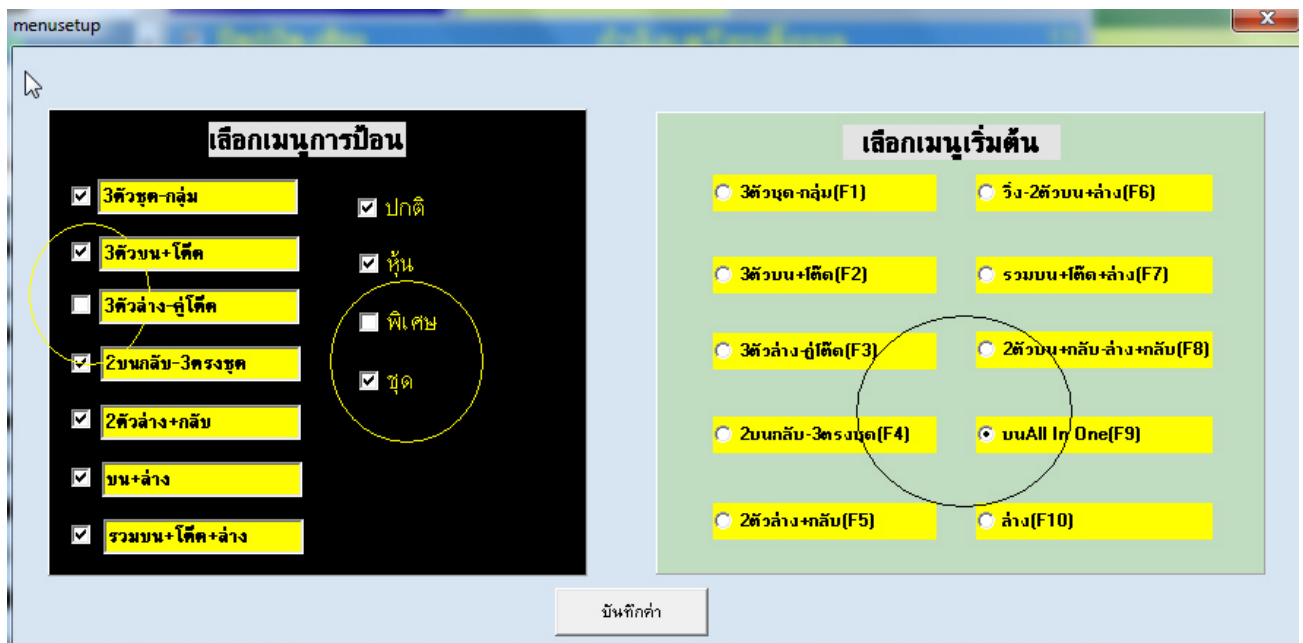 menusetup
เลือกเมนูการป้อน
3ตัวชุด-กลุ่ม
3ตัวบน+โต๊ด
3ตัวล่าง-คู่โต๊ด
2บนกลับ-3ตรงชุด
2ตัวล่าง+กลับ
บน+ล่าง
รวมบน+โต๊ด+ล่าง
ปกติ
หุ้น
พิเศษ
ชุด
เลือกเมนูเริ่มต้น
3ตัวชุด-กลุ่ม(F1)
3ตัวบน+โต๊ด(F2)
3ตัวล่าง-คู่โต๊ด(F3)
2บนกลับ-3ตรงชุด(F4)
2ตัวล่าง+กลับ(F5)
วิ่ง-2ตัวบน+ล่าง(F6)
รวมบน+โต๊ด+ล่าง(F7)
2ตัวบน+กลับ-ล่าง+กลับ(F8)
บนAll In One(F9)
ล่าง(F10)
บันทึกค่า